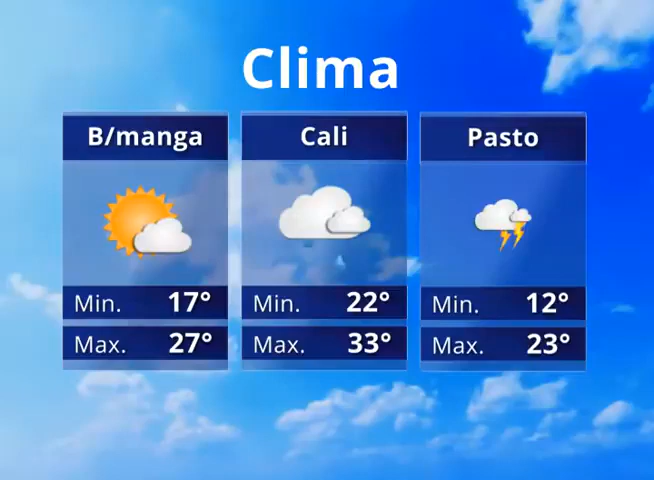 Clima
B/manga
Min. 17°
Max. 27°
Cali
Min. 22°
Max. 33°
Pasto
Min. 12°
Max. 23°